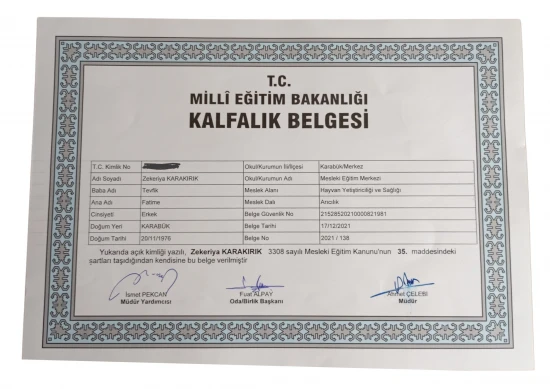 T.C.
MİLLÎ EĞİTİM BAKANLIĞI
KALFALIK BELGESİ
T.C. Kimlik No Okul/Kurumun İli/İlçesi Karabük/Merkez
Adı Soyadı Zekeriya KARAKIRIK Okul/Kurumun Adı Mesleki Eğitim Merkezi
Baba Adı Tevfik Meslek Alanı Hayvan Yetiştiriciliği ve Sağlığı
Ana Adı Fatime Meslek Dalı Arıcılık
Cinsiyeti Erkek Belge Güvenlik No 21528520210000821981
Doğum Yeri KARABÜK Belge Tarihi 17/12/2021
Doğum Tarihi 20/11/1976 Belge No 2021 / 138
Yukarıda açık kimliği yazılı, Zekeriya KARAKIRIK 3308 sayılı Mesleki Eğitim Kanunu'nun 35. maddesindeki
şartları taşıdığından kendisine bu belge verilmiştir
İsmet PEKCAN Fuat ALPAY Ahmet ÇELEBİ
Müdür Yardımcısı Oda/Birlik Başkanı Müdür